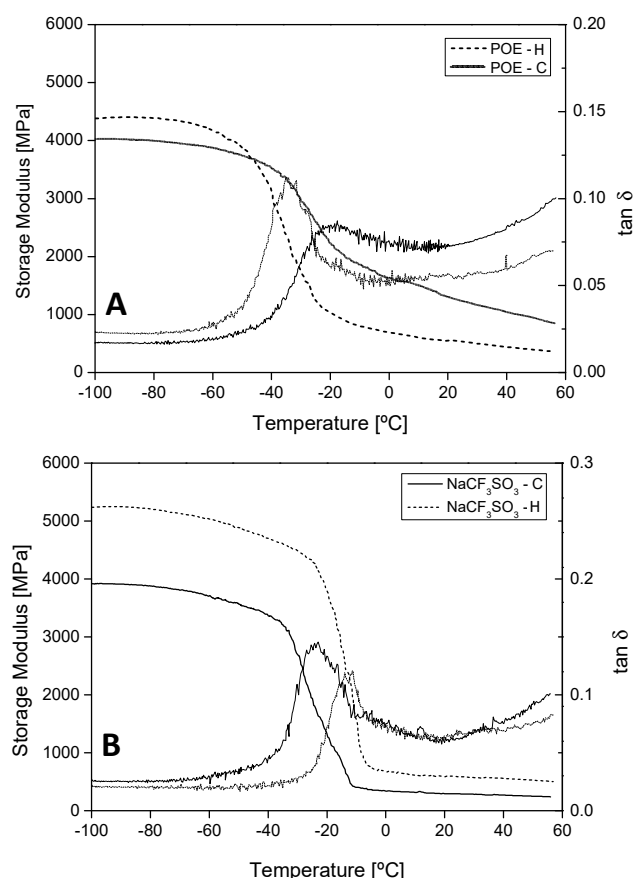 6000
5000
4000
3000
2000
1000
0
Storage Modulus [MPa]
0.20
0.15
0.10
0.05
0.00
tan δ
POE - H
POE - C
A
-100 -80 -60 -40 -20 0 20 40 60
Temperature [ºC]
6000
5000
4000
3000
2000
1000
0
Storage Modulus [MPa]
0.3
0.2
0.1
0.0
tan δ
NaCF₃SO₃ - C
NaCF₃SO₃ - H
B
-100 -80 -60 -40 -20 0 20 40 60
Temperature [ºC]